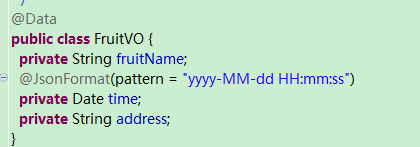 @Data
public class FruitVO {
private String fruitName;
@JsonFormat(pattern = "yyyy-MM-dd HH:mm:ss")
private Date time;
private String address;
}